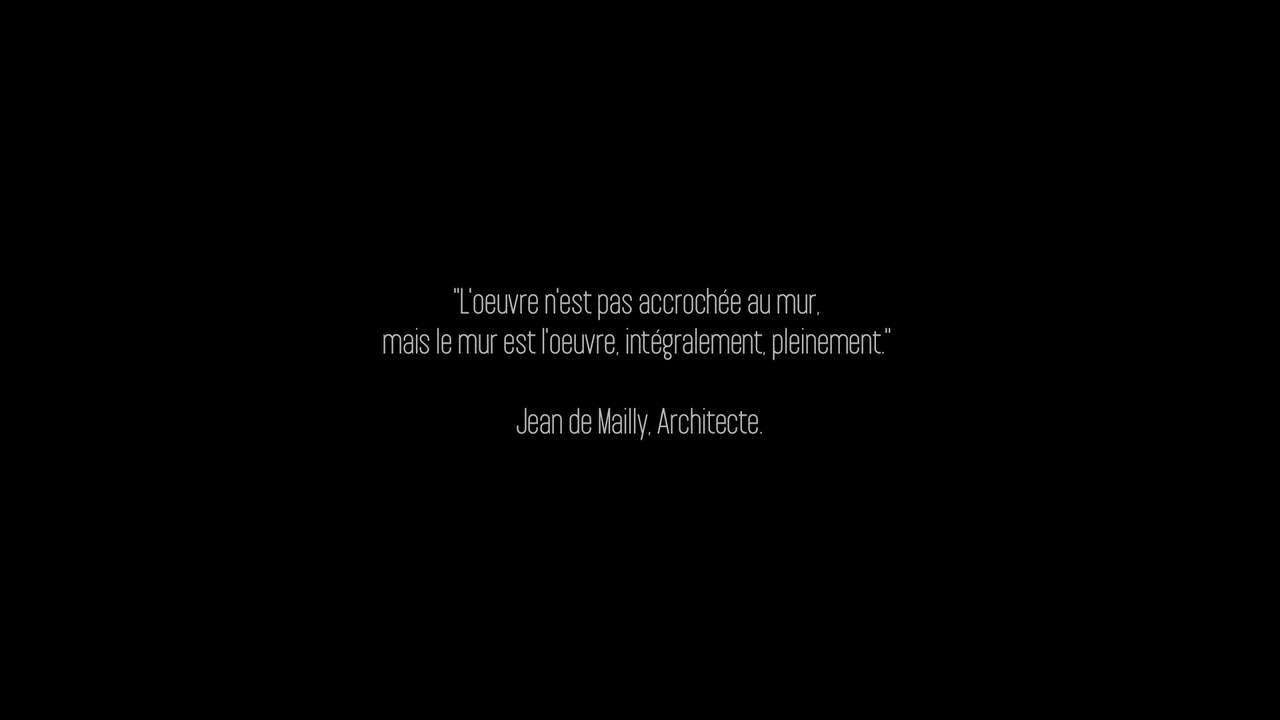 "L'oeuvre n'est pas accrochée au mur,
mais le mur est l'oeuvre, intégralement, pleinement."
Jean de Mailly, Architecte.